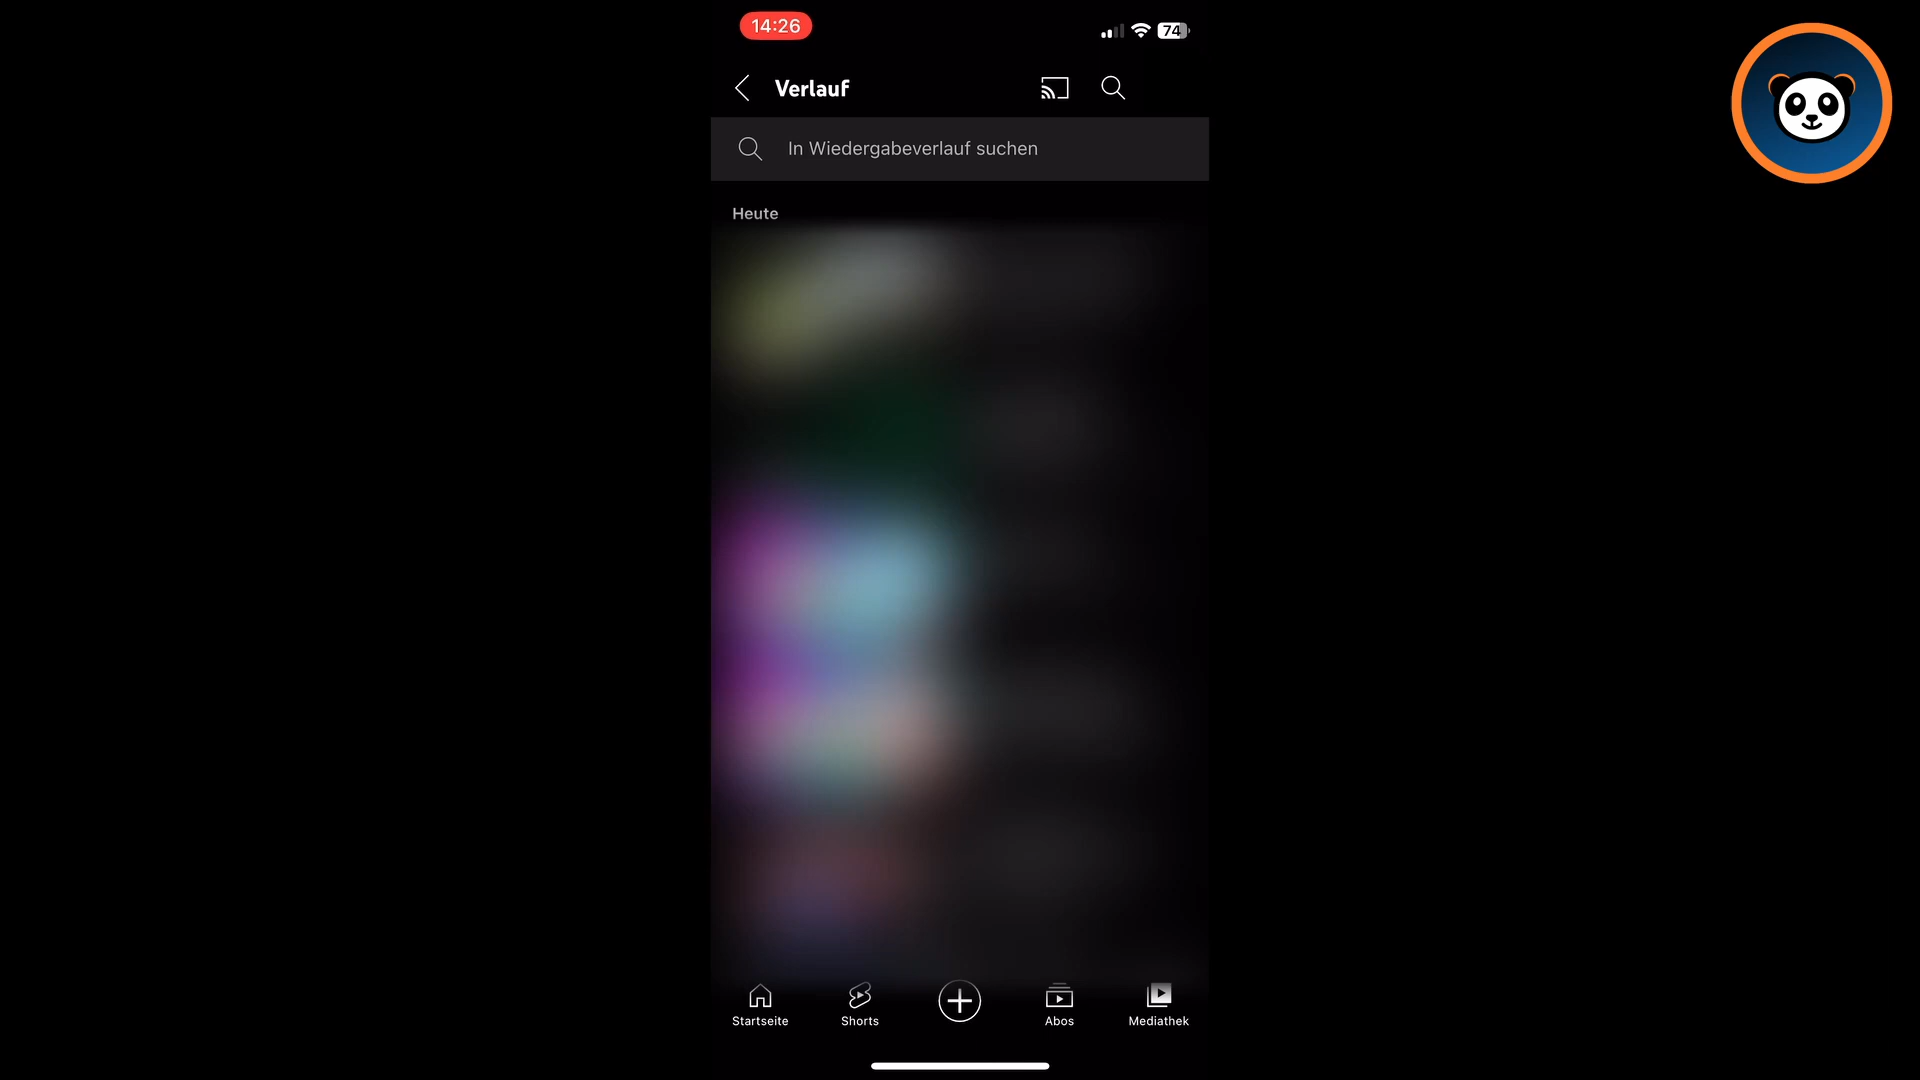 14:26
74
Verlauf
In Wiedergabeverlauf suchen
Heute
Startseite
Shorts
Abos
Mediathek